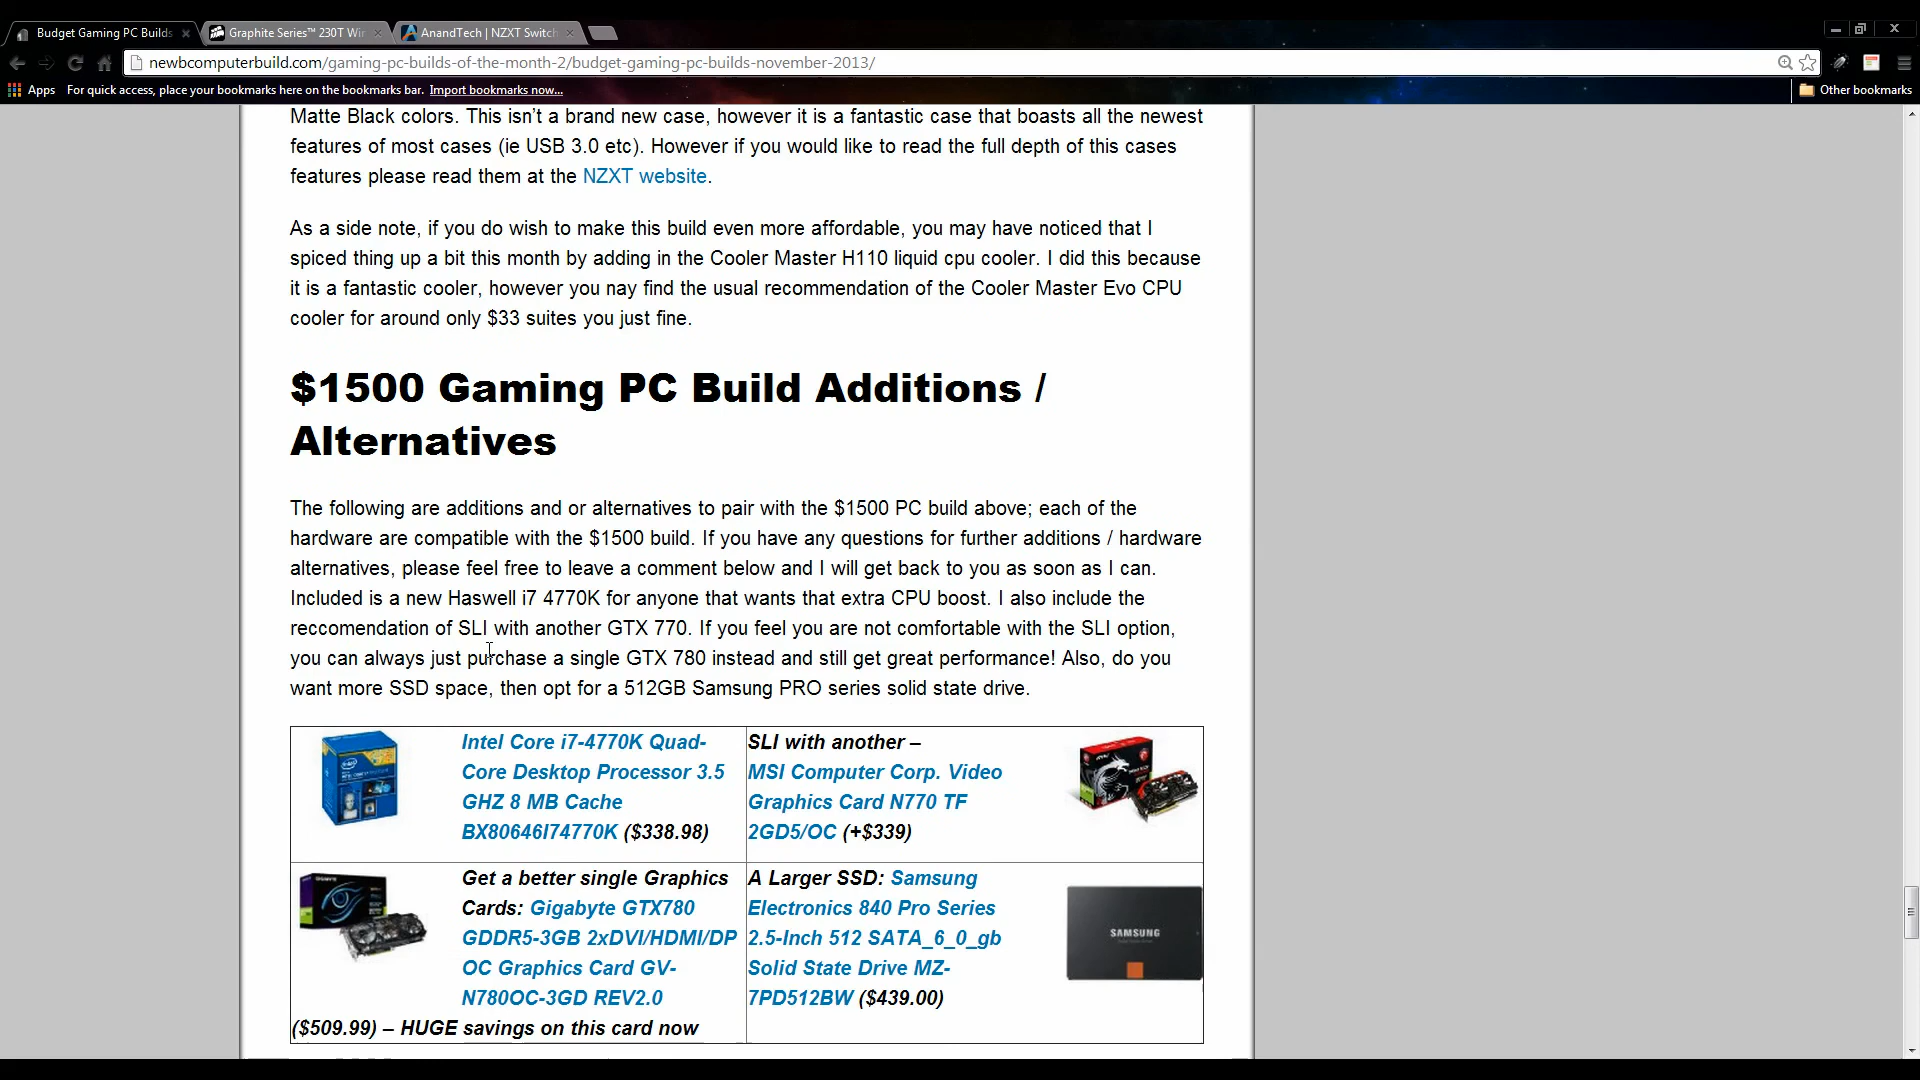 Budget Gaming PC Builds
Graphite Series™ 230T Wir
AnandTech | NZXT Switch
newbcomputerbuild.com/gaming-pc-builds-of-the-month-2/budget-gaming-pc-builds-november-2013/
Apps For quick access, place your bookmarks here on the bookmarks bar. Import bookmarks now... Other bookmarks
Matte Black colors. This isn't a brand new case, however it is a fantastic case that boasts all the newest
features of most cases (ie USB 3.0 etc). However if you would like to read the full depth of this cases
features please read them at the NZXT website.
As a side note, if you do wish to make this build even more affordable, you may have noticed that I
spiced thing up a bit this month by adding in the Cooler Master H110 liquid cpu cooler. I did this because
it is a fantastic cooler, however you nay find the usual recommendation of the Cooler Master Evo CPU
cooler for around only $33 suites you just fine.
$1500 Gaming PC Build Additions /
Alternatives
The following are additions and or alternatives to pair with the $1500 PC build above; each of the
hardware are compatible with the $1500 build. If you have any questions for further additions / hardware
alternatives, please feel free to leave a comment below and I will get back to you as soon as I can.
Included is a new Haswell i7 4770K for anyone that wants that extra CPU boost. I also include the
reccomendation of SLI with another GTX 770. If you feel you are not comfortable with the SLI option,
you can always just purchase a single GTX 780 instead and still get great performance! Also, do you
want more SSD space, then opt for a 512GB Samsung PRO series solid state drive.
Intel Core i7-4770K Quad-
Core Desktop Processor 3.5
GHZ 8 MB Cache
BX80646I74770K ($338.98)
SLI with another –
MSI Computer Corp. Video
Graphics Card N770 TF
2GD5/OC (+$339)
Get a better single Graphics
Cards: Gigabyte GTX780
GDDR5-3GB 2xDVI/HDMI/DP
OC Graphics Card GV-
N780OC-3GD REV2.0
($509.99) – HUGE savings on this card now
A Larger SSD: Samsung
Electronics 840 Pro Series
2.5-Inch 512 SATA_6_0_gb
Solid State Drive MZ-
7PD512BW ($439.00)
SAMSUNG